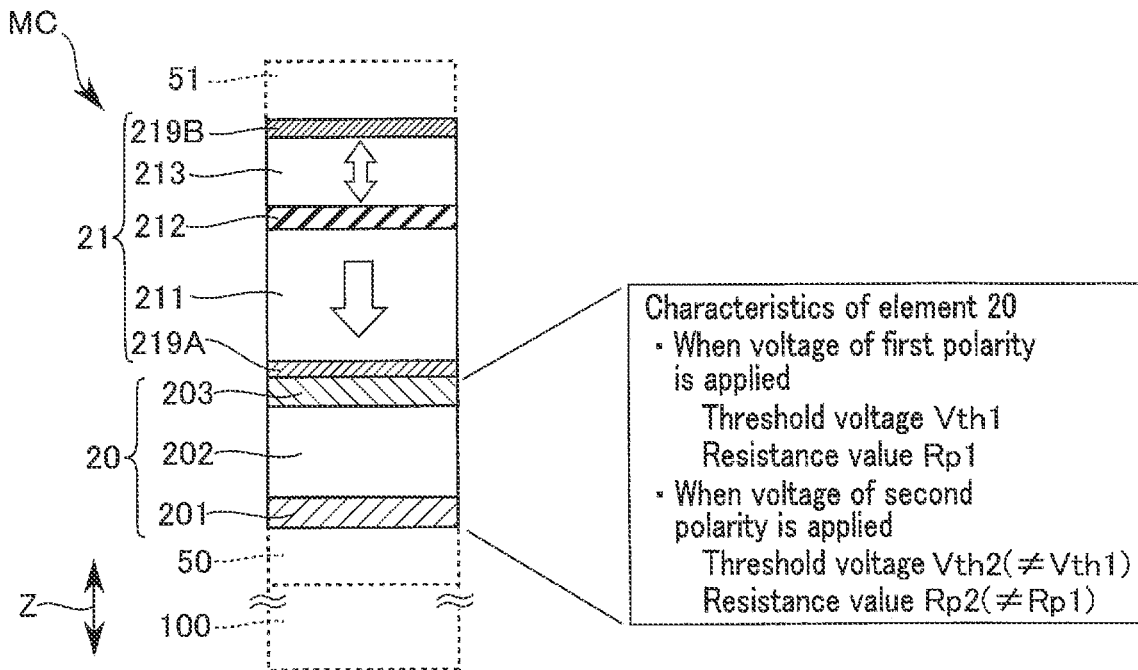 MC
51
219B
213
212
21
211
219A
203
20
202
201
50
Z
100
Characteristics of element 20
・When voltage of first polarity
is applied
Threshold voltage Vth1
Resistance value Rp1
・When voltage of second
polarity is applied
Threshold voltage Vth2(≠Vth1)
Resistance value Rp2(≠Rp1)